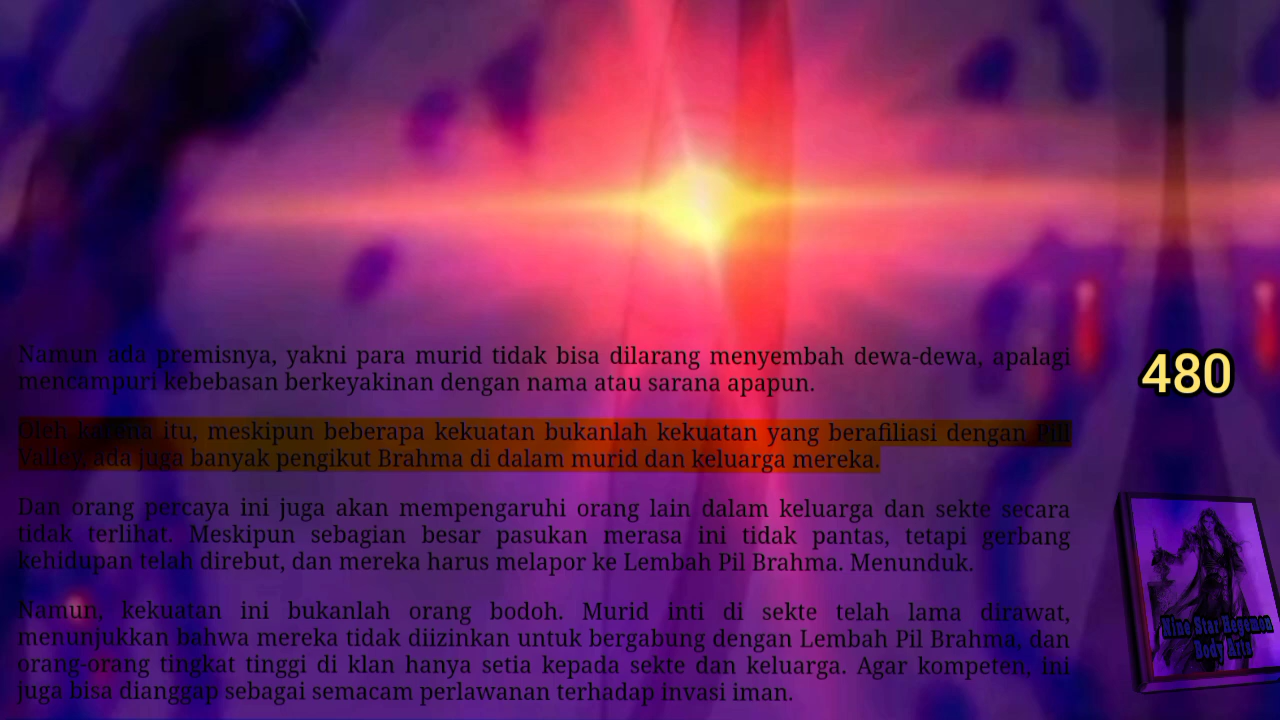 Namun ada premisnya, yakni para murid tidak bisa dilarang menyembah dewa-dewa, apalagi
mencampuri kebebasan berkeyakinan dengan nama atau sarana apapun.
Oleh karena itu, meskipun beberapa kekuatan bukanlah kekuatan yang berafiliasi dengan Pill
Valley, ada juga banyak pengikut Brahma di dalam murid dan keluarga mereka.
Dan orang percaya ini juga akan mempengaruhi orang lain dalam keluarga dan sekte secara
tidak terlihat. Meskipun sebagian besar pasukan merasa ini tidak pantas, tetapi gerbang
kehidupan telah direbut, dan mereka harus melapor ke Lembah Pil Brahma. Menunduk.
Namun, kekuatan ini bukanlah orang bodoh. Murid inti di sekte telah lama dirawat,
menunjukkan bahwa mereka tidak diizinkan untuk bergabung dengan Lembah Pil Brahma, dan
orang-orang tingkat tinggi di klan hanya setia kepada sekte dan keluarga. Agar kompeten, ini
juga bisa dianggap sebagai semacam perlawanan terhadap invasi iman.
480
Nine Star Hegemon
Body Arts